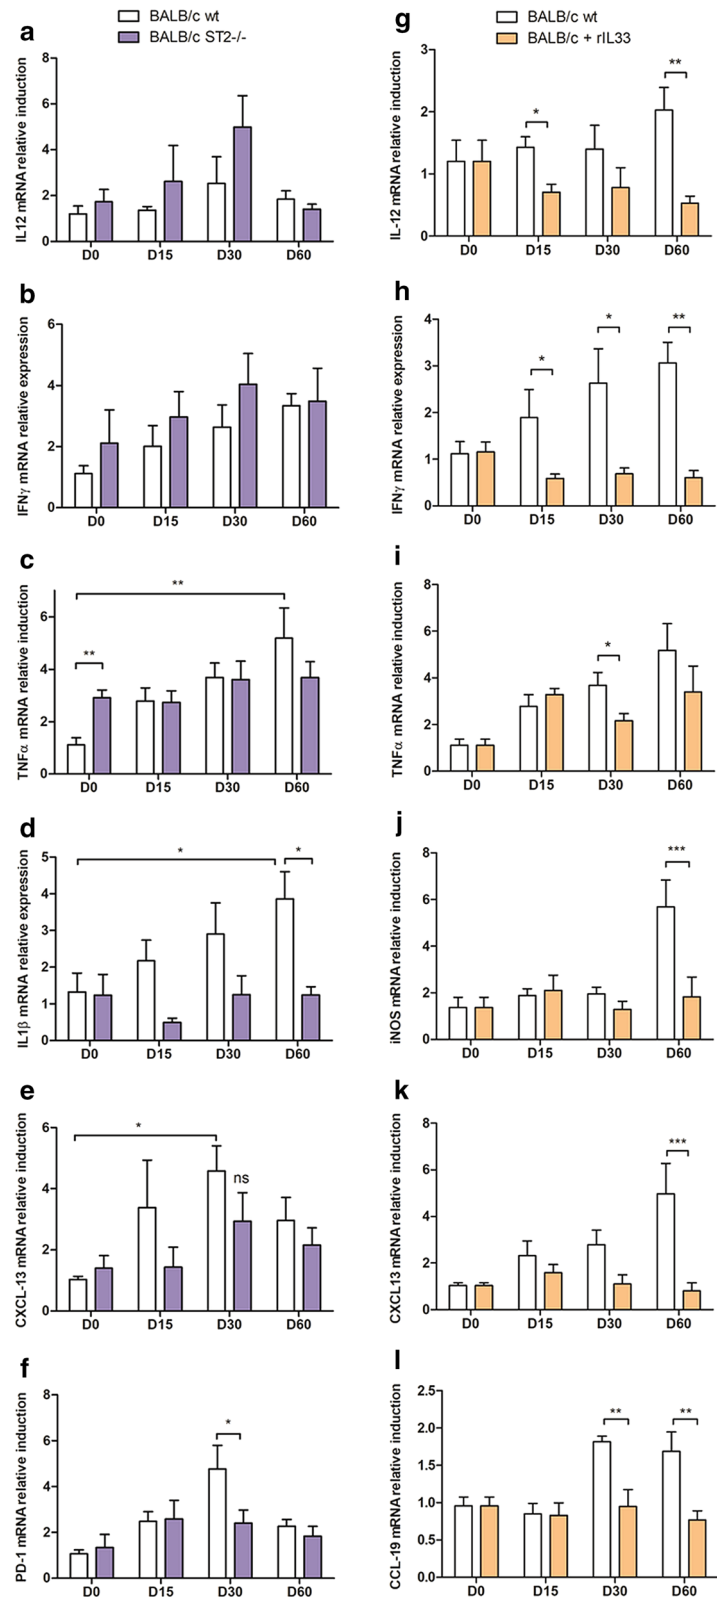 a
BALB/c wt
BALB/c ST2-/-
IL12 mRNA relative induction
8
6
4
2
0
D0 D15 D30 D60
b
IFNγ mRNA relative expression
6
4
2
0
D0 D15 D30 D60
c
TNFα mRNA relative induction
6
4
2
0
**
**
D0 D15 D30 D60
d
IL1β mRNA relative expression
5
4
3
2
1
0
*
*
D0 D15 D30 D60
e
CXCL-13 mRNA relative induction
6
4
2
0
*
ns
D0 D15 D30 D60
f
PD-1 mRNA relative induction
8
6
4
2
0
*
D0 D15 D30 D60
g
BALB/c wt
BALB/c + rIL33
IL-12 mRNA relative induction
3
2
1
0
*
**
D0 D15 D30 D60
h
IFNγ mRNA relative expression
4
3
2
1
0
*
*
**
D0 D15 D30 D60
i
TNFα mRNA relative induction
8
6
4
2
0
*
D0 D15 D30 D60
j
iNOS mRNA relative induction
8
6
4
2
0
***
D0 D15 D30 D60
k
CXCL13 mRNA relative induction
8
6
4
2
0
***
D0 D15 D30 D60
l
CCL-19 mRNA relative induction
2.5
2.0
1.5
1.0
0.5
0.0
**
**
D0 D15 D30 D60